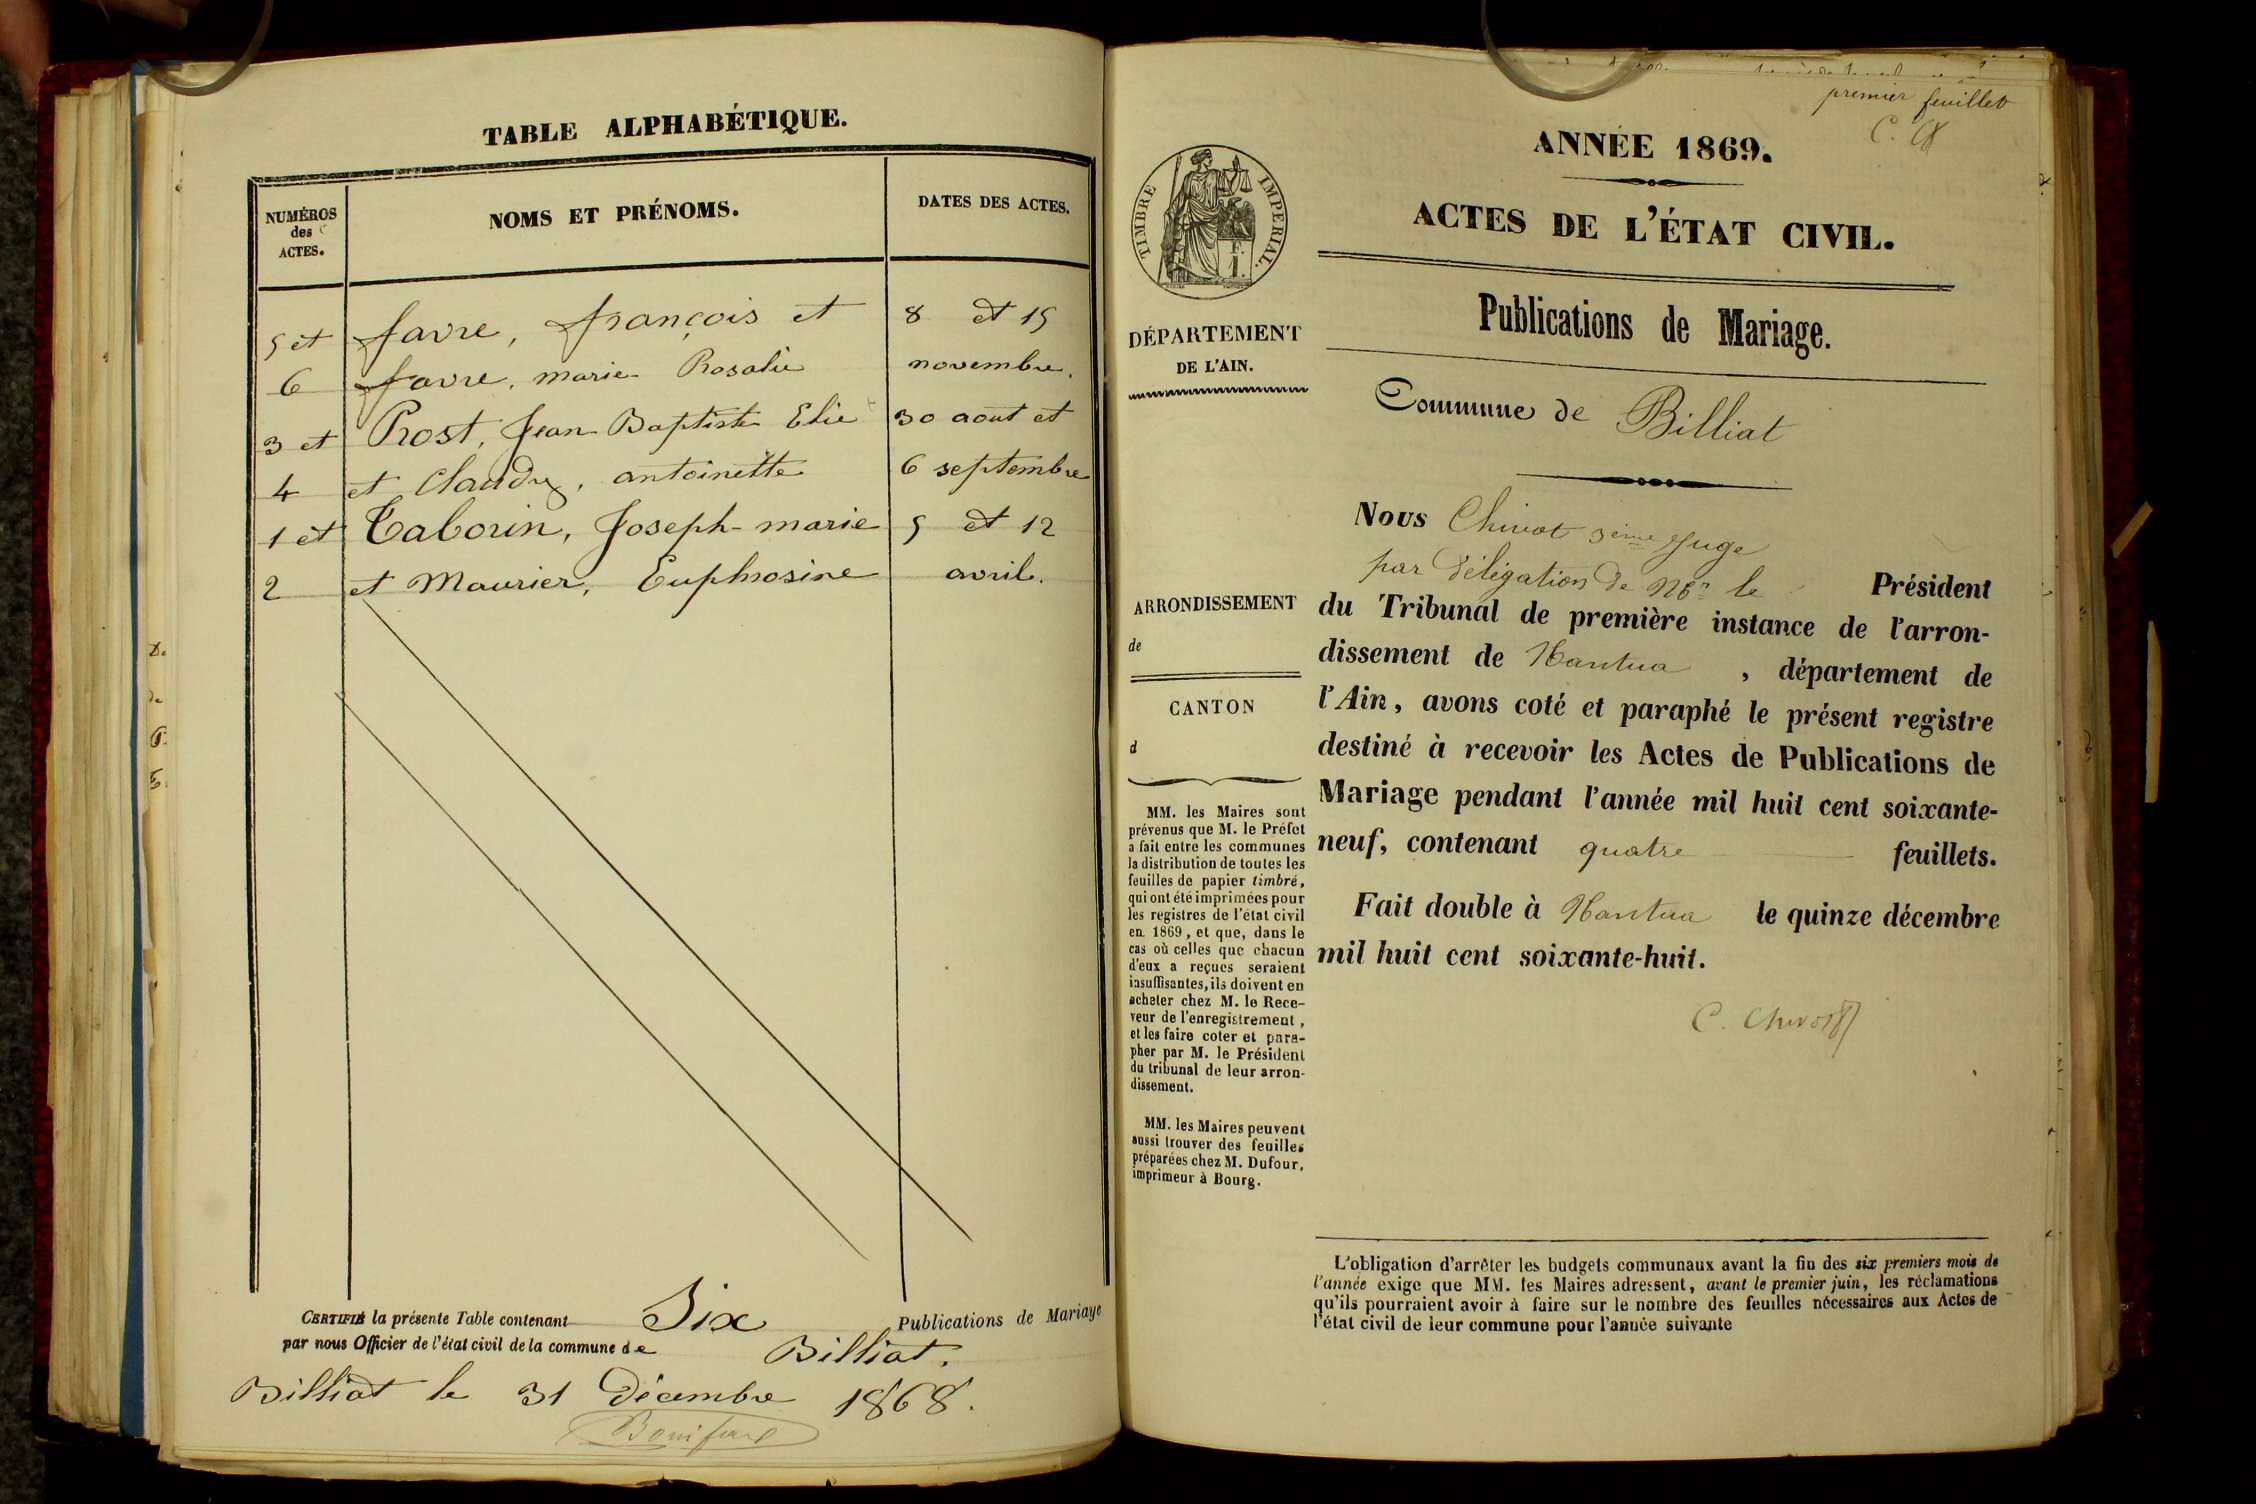 TABLE ALPHABÉTIQUE.
NUMÉROS des ACTES.
NOMS ET PRÉNOMS.
DATES DES ACTES.
5 et favre, françois et 8 et 15
6 favre, marie Rosalie novembre.
3 et Prost, Jean Baptiste Elie 30 aout et
4 et Claudy, antoinette 6 septembre
1 et Taborin, Joseph-marie 5 et 12
2 et Maurier, Euphrosine avril.
CERTIFIÉ la présente Table contenant Six Publications de Mariage
par nous Officier de l'état civil de la commune de Billiat.
Billiat le 31 Décembre 1868.
premier feuillet
ANNÉE 1869.
ACTES DE L'ÉTAT CIVIL.
TIMBRE IMPERIAL.
F.
1.
DÉPARTEMENT
DE L'AIN.
ARRONDISSEMENT
de
CANTON
d
MM. les Maires sont
prévenus que M. le Préfet
a fait entre les communes
la distribution de toutes les
feuilles de papier timbré,
qui ont été imprimées pour
les registres de l'état civil
en 1869, et que, dans le
cas où celles que chacun
d'eux a reçues seraient
insuffisantes, ils doivent en
acheter chez M. le Rece-
veur de l'enregistrement,
et les faire coter et para-
pher par M. le Président
du tribunal de leur arron-
dissement.
MM. les Maires peuvent
aussi trouver des feuilles
préparées chez M. Dufour,
imprimeur à Bourg.
Publications de Mariage.
Commune de Billiat
Nous Chivot 3ème Juge
par délégation de Mr le Président
du Tribunal de première instance de l'arron-
dissement de Nantua, département de
l'Ain, avons coté et paraphé le présent registre
destiné à recevoir les Actes de Publications de
Mariage pendant l'année mil huit cent soixante-
neuf, contenant quatre feuillets.
Fait double à Nantua le quinze décembre
mil huit cent soixante-huit.
C. Chivot
L'obligation d'arrêter les budgets communaux avant la fin des six premiers mois de
l'année exige que MM. les Maires adressent, avant le premier juin, les réclamations
qu'ils pourraient avoir à faire sur le nombre des feuilles nécessaires aux Actes de
l'état civil de leur commune pour l'année suivante